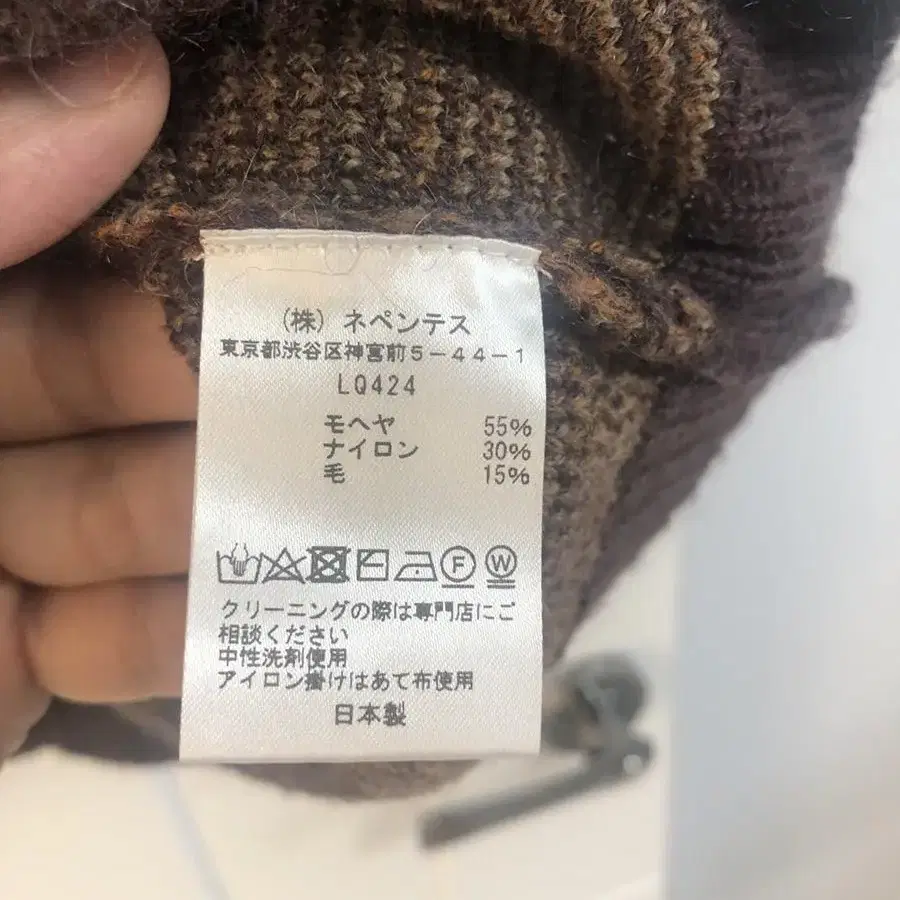 (株) ネペンテス
東京都渋谷区神宮前5-44-1
LQ424
モヘヤ 55%
ナイロン 30%
毛 15%
F W
クリーニングの際は専門店にご
相談ください
中性洗剤使用
アイロン掛けはあて布使用
日本製